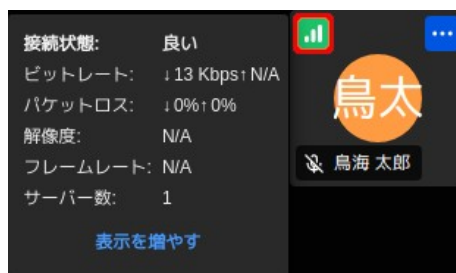 接続状態: 良い
ビットレート: ↓13 Kbps↑N/A
パケットロス: ↓0%↑0%
解像度: N/A
フレームレート: N/A
サーバー数: 1
表示を増やす
鳥太
鳥海 太郎